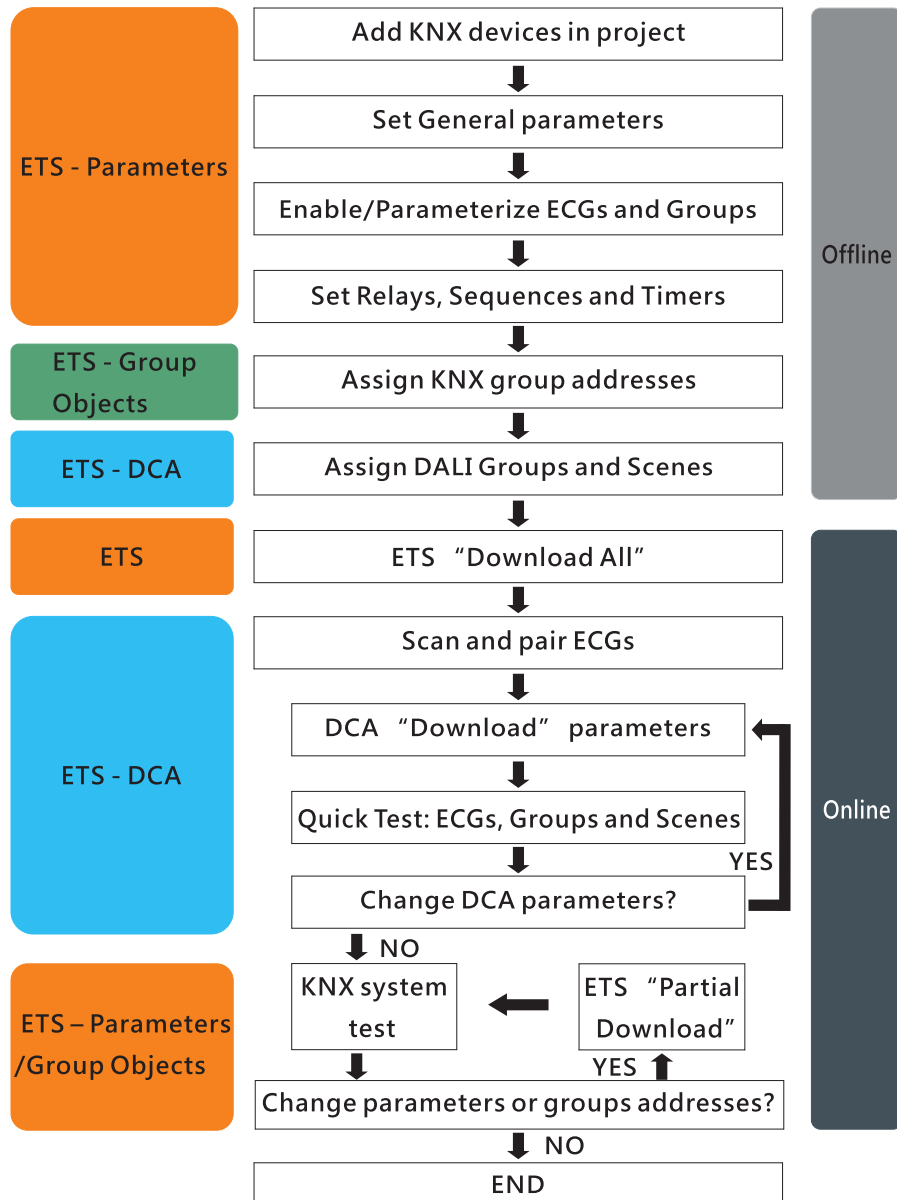 Add KNX devices in project
Set General parameters
ETS - Parameters
Enable/Parameterize ECGs and Groups
Offline
Set Relays, Sequences and Timers
ETS - Group
Objects
Assign KNX group addresses
ETS - DCA
Assign DALI Groups and Scenes
ETS
ETS “Download All”
Scan and pair ECGs
DCA “Download” parameters
ETS - DCA
Quick Test: ECGs, Groups and Scenes
Online
YES
Change DCA parameters?
NO
KNX system
test
ETS “Partial
Download”
ETS – Parameters
/Group Objects
YES
Change parameters or groups addresses?
NO
END